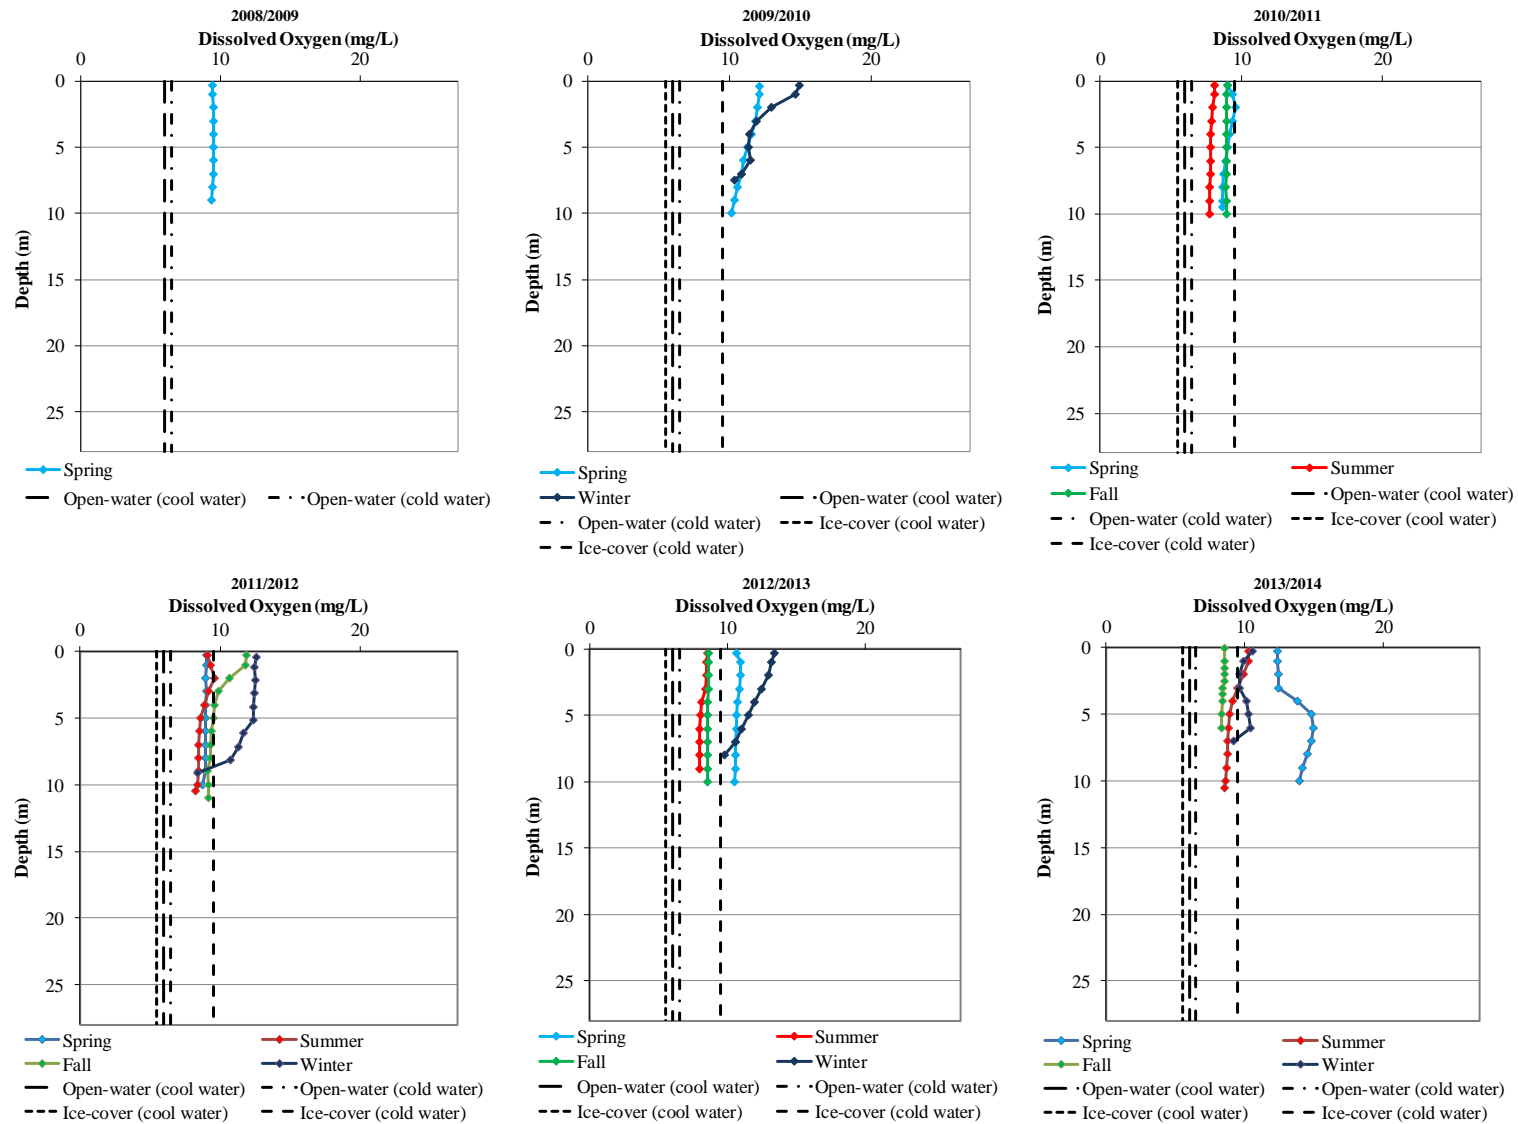 2008/2009
Dissolved Oxygen (mg/L)
0 10 20
0
5
10
15
20
25
Depth (m)
Spring
Open-water (cool water) Open-water (cold water)
2009/2010
Dissolved Oxygen (mg/L)
0 10 20
0
5
10
15
20
25
Depth (m)
Spring
Winter Open-water (cool water)
Open-water (cold water) Ice-cover (cool water)
Ice-cover (cold water)
2010/2011
Dissolved Oxygen (mg/L)
0 10 20
0
5
10
15
20
25
Depth (m)
Spring Summer
Fall Open-water (cool water)
Open-water (cold water) Ice-cover (cool water)
Ice-cover (cold water)
2011/2012
Dissolved Oxygen (mg/L)
0 10 20
0
5
10
15
20
25
Depth (m)
Spring Summer
Fall Winter
Open-water (cool water) Open-water (cold water)
Ice-cover (cool water) Ice-cover (cold water)
2012/2013
Dissolved Oxygen (mg/L)
0 10 20
0
5
10
15
20
25
Depth (m)
Spring Summer
Fall Winter
Open-water (cool water) Open-water (cold water)
Ice-cover (cool water) Ice-cover (cold water)
2013/2014
Dissolved Oxygen (mg/L)
0 10 20
0
5
10
15
20
25
Depth (m)
Spring Summer
Fall Winter
Open-water (cool water) Open-water (cold water)
Ice-cover (cool water) Ice-cover (cold water)